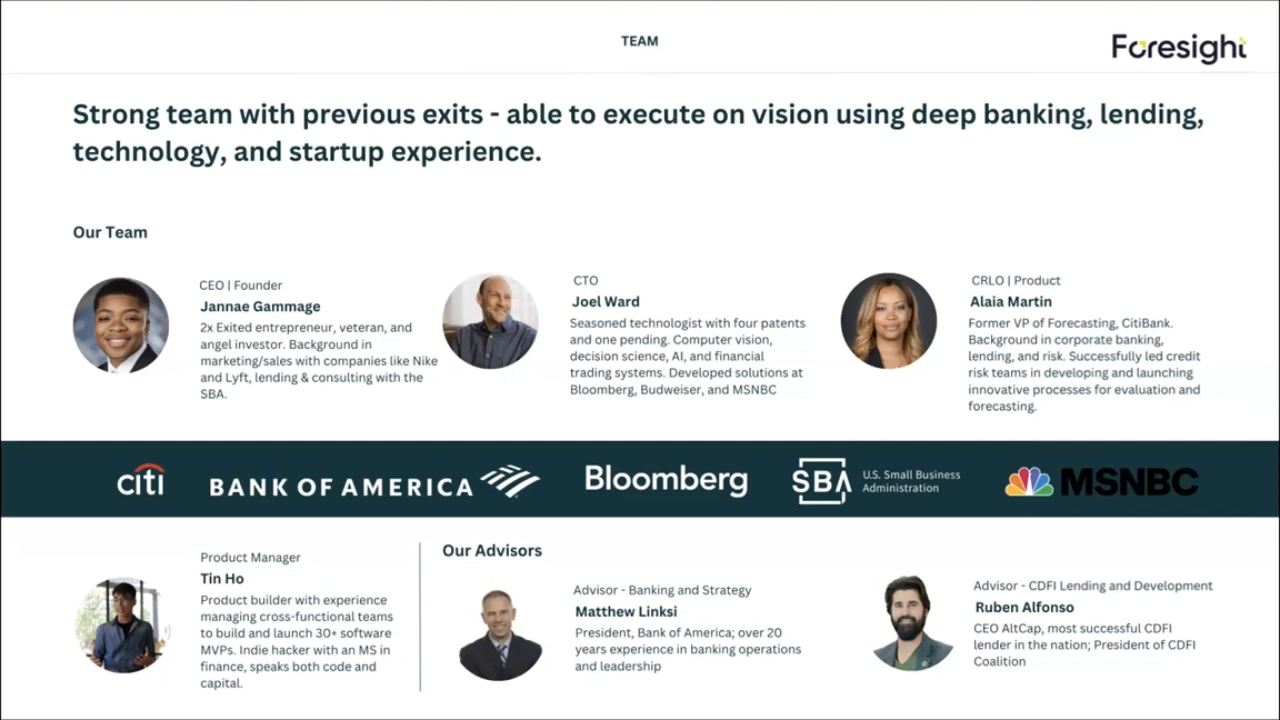 TEAM
Foresight
Strong team with previous exits - able to execute on vision using deep banking, lending,
technology, and startup experience.
Our Team
CEO | Founder
Jannae Gammage
2x Exited entrepreneur, veteran, and
angel investor. Background in
marketing/sales with companies like Nike
and Lyft, lending & consulting with the
SBA.
CTO
Joel Ward
Seasoned technologist with four patents
and one pending. Computer vision,
decision science, AI, and financial
trading systems. Developed solutions at
Bloomberg, Budweiser, and MSNBC
CRLO | Product
Alaia Martin
Former VP of Forecasting, CitiBank.
Background in corporate banking,
lending, and risk. Successfully led credit
risk teams in developing and launching
innovative processes for evaluation and
forecasting.
citi
BANK OF AMERICA
Bloomberg
SBA
U.S. Small Business
Administration
MSNBC
Product Manager
Tin Ho
Product builder with experience
managing cross-functional teams
to build and launch 30+ software
MVPs. Indie hacker with an MS in
finance, speaks both code and
capital.
Our Advisors
Advisor - Banking and Strategy
Matthew Linksi
President, Bank of America; over 20
years experience in banking operations
and leadership
Advisor - CDFI Lending and Development
Ruben Alfonso
CEO AltCap, most successful CDFI
lender in the nation; President of CDFI
Coalition